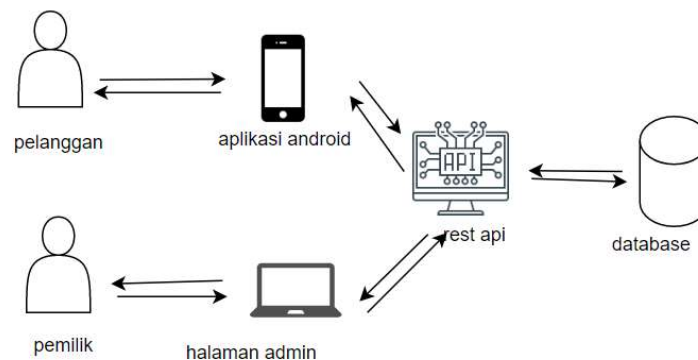 pelanggan
aplikasi android
API
rest api
database
pemilik
halaman admin